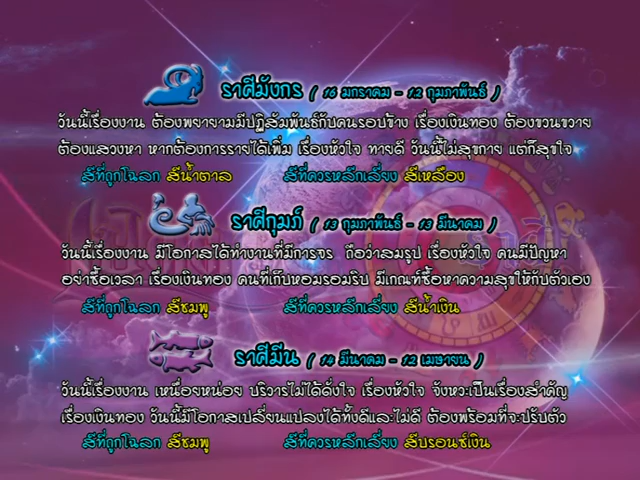 ราศีมังกร ( 16 มกราคม - 12 กุมภาพันธ์ )
วันนี้เรื่องงาน ต้องพยายามมีปฏิสัมพันธ์กับคนรอบข้าง เรื่องเงินทอง ต้องขวนขวาย
ต้องแสวงหา หากต้องการรายได้เพิ่ม เรื่องหัวใจ ทายดี วันนี้ไม่สุขกาย แต่ก็สุขใจ
สีที่ถูกโฉลก สีน้ำตาล สีที่ควรหลีกเลี่ยง สีเหลือง
ราศีกุมภ์ ( 13 กุมภาพันธ์ - 13 มีนาคม )
วันนี้เรื่องงาน มีโอกาสได้ทำงานที่มีการจร ถือว่าสมรูป เรื่องหัวใจ คนมีปัญหา
อย่าซื้อเวลา เรื่องเงินทอง คนที่เก็บหอมรอมริบ มีเกณฑ์ซื้อหาความสุขให้กับตัวเอง
สีที่ถูกโฉลก สีชมพู สีที่ควรหลีกเลี่ยง สีน้ำเงิน
ราศีมีน ( 14 มีนาคม - 12 เมษายน )
วันนี้เรื่องงาน เหนื่อยหน่อย บริวารไม่ได้ดั่งใจ เรื่องหัวใจ จังหวะเป็นเรื่องสำคัญ
เรื่องเงินทอง วันนี้มีโอกาสเปลี่ยนแปลงได้ทั้งดีและไม่ดี ต้องพร้อมที่จะปรับตัว
สีที่ถูกโฉลก สีชมพู สีที่ควรหลีกเลี่ยง สีบรอนซ์เงิน